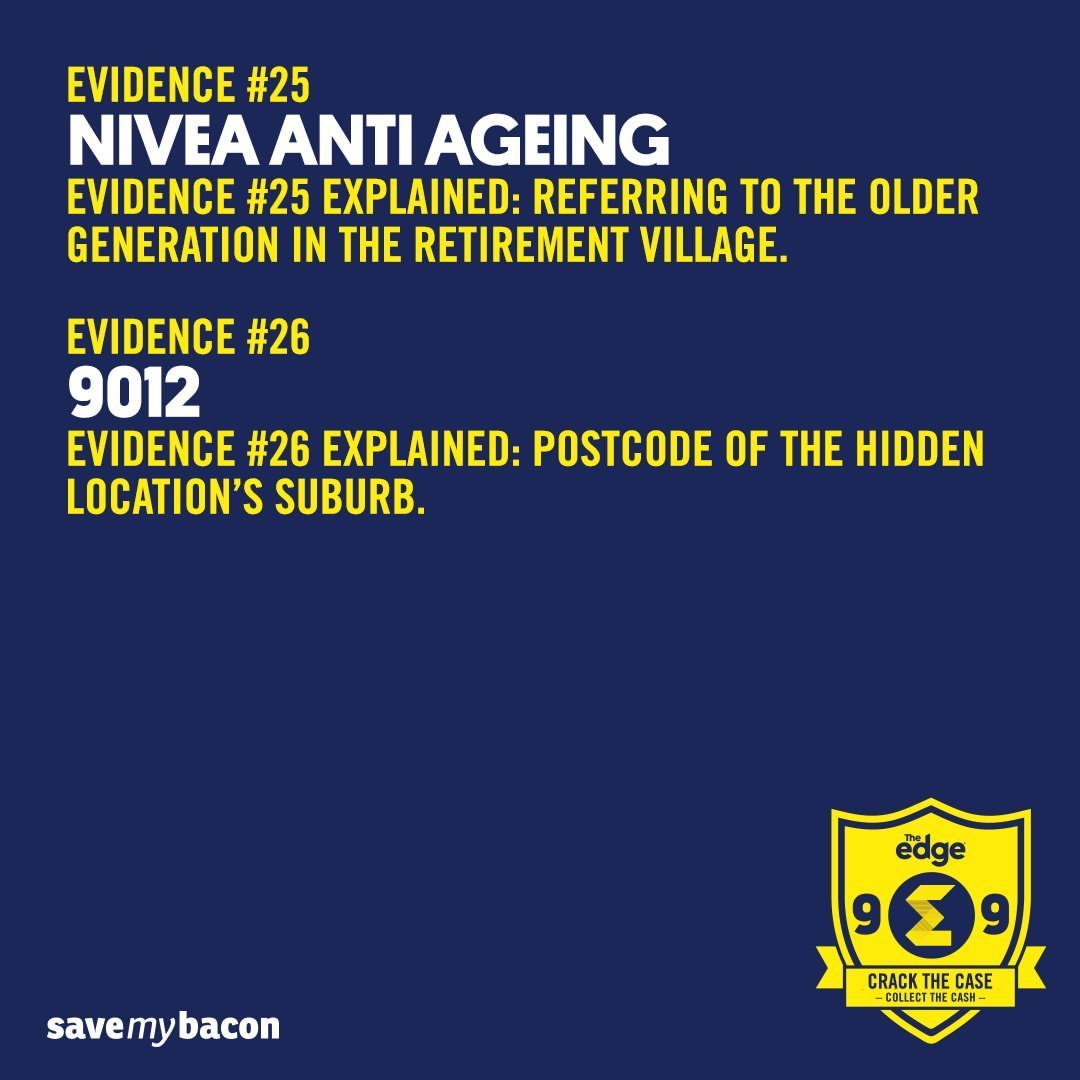 EVIDENCE #25
NIVEA ANTI AGEING
EVIDENCE #25 EXPLAINED: REFERRING TO THE OLDER
GENERATION IN THE RETIREMENT VILLAGE.
EVIDENCE #26
9012
EVIDENCE #26 EXPLAINED: POSTCODE OF THE HIDDEN
LOCATION’S SUBURB.
The
edge
9 9
CRACK THE CASE
– COLLECT THE CASH –
savemybacon